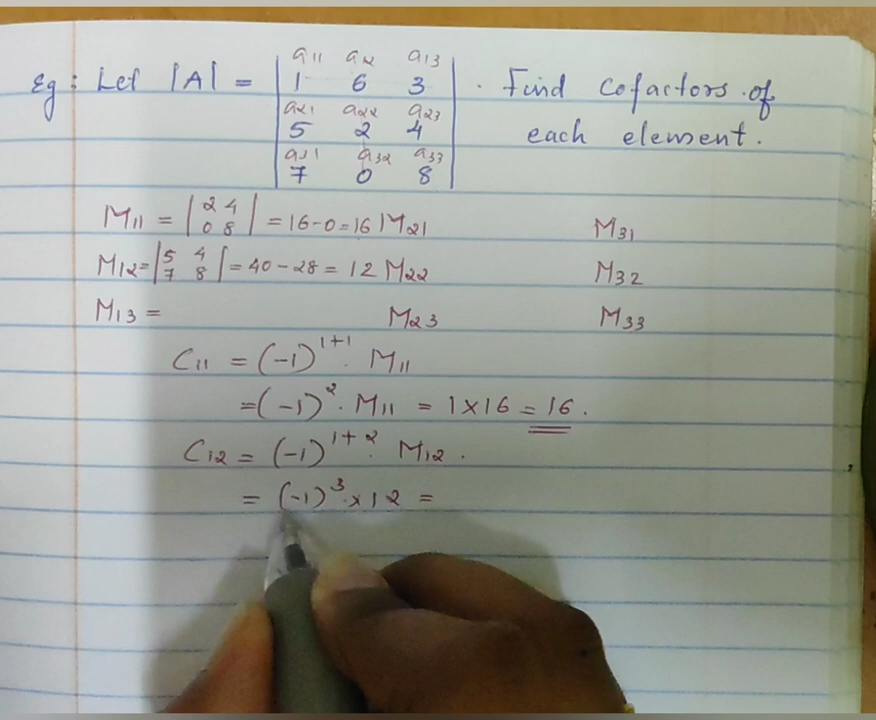 a11 a12 a13
Eg: Let |A| = | 1 6 3 | . Find cofactors of
a21 a22 a23
5 2 4 each element.
a31 a32 a33
7 0 8
M11 = | 2 4 | = 16-0=16 M21 M31
0 8
M12= | 5 4 | = 40-28 = 12 M22 M32
7 8
M13 = M23 M33
C11 = (-1)^1+1 . M11
=(-1)^2 . M11 = 1×16 = 16.
C12 = (-1)^1+2 . M12 .
= (-1)^3 .×12 =